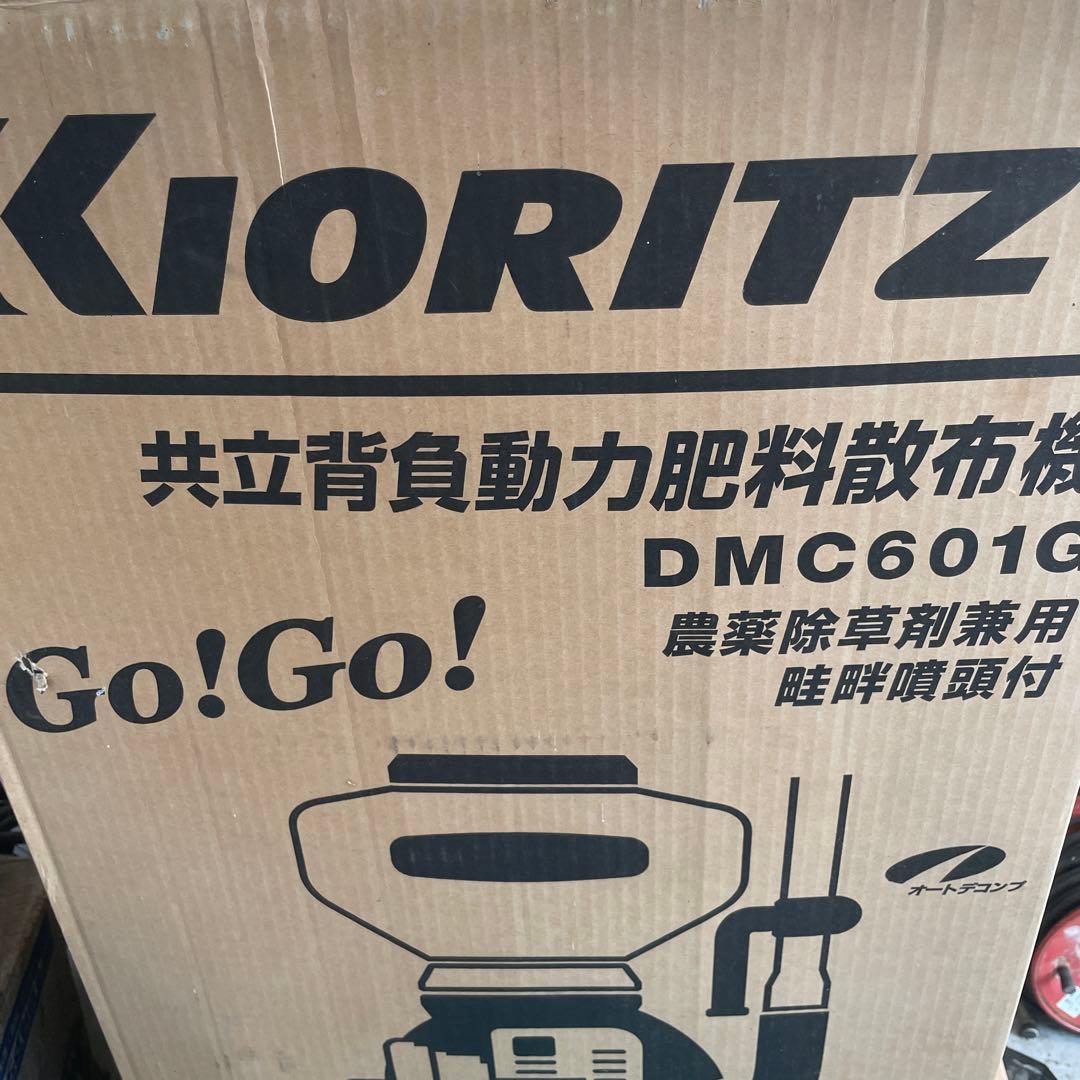 KIORITZ
共立背負動力肥料散布機
DMC601G
農薬除草剤兼用
畦畔噴頭付
Go!Go!
オートデコンプ